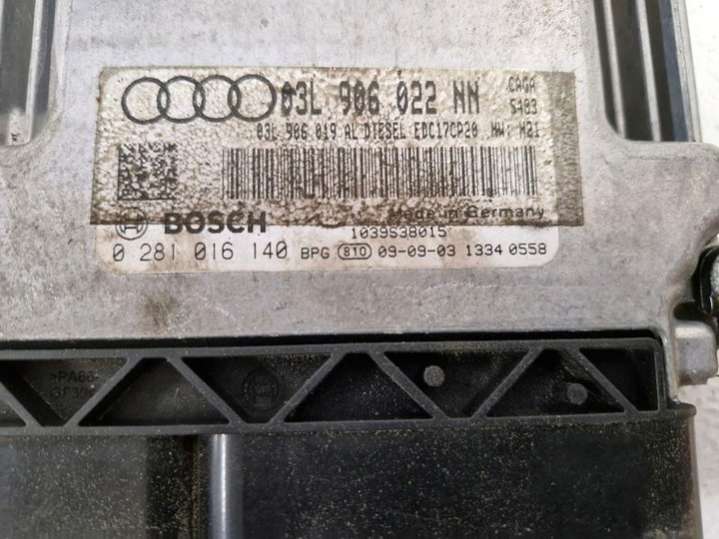 03L 906 022 NN CAGA
5483
03L 906 019 AL DIESEL EDC17CP20 HW: H21
BOSCH Made in Germany
1039S38015
0 281 016 140 BPG 810 09-09-03 1334 0558
>PA66-